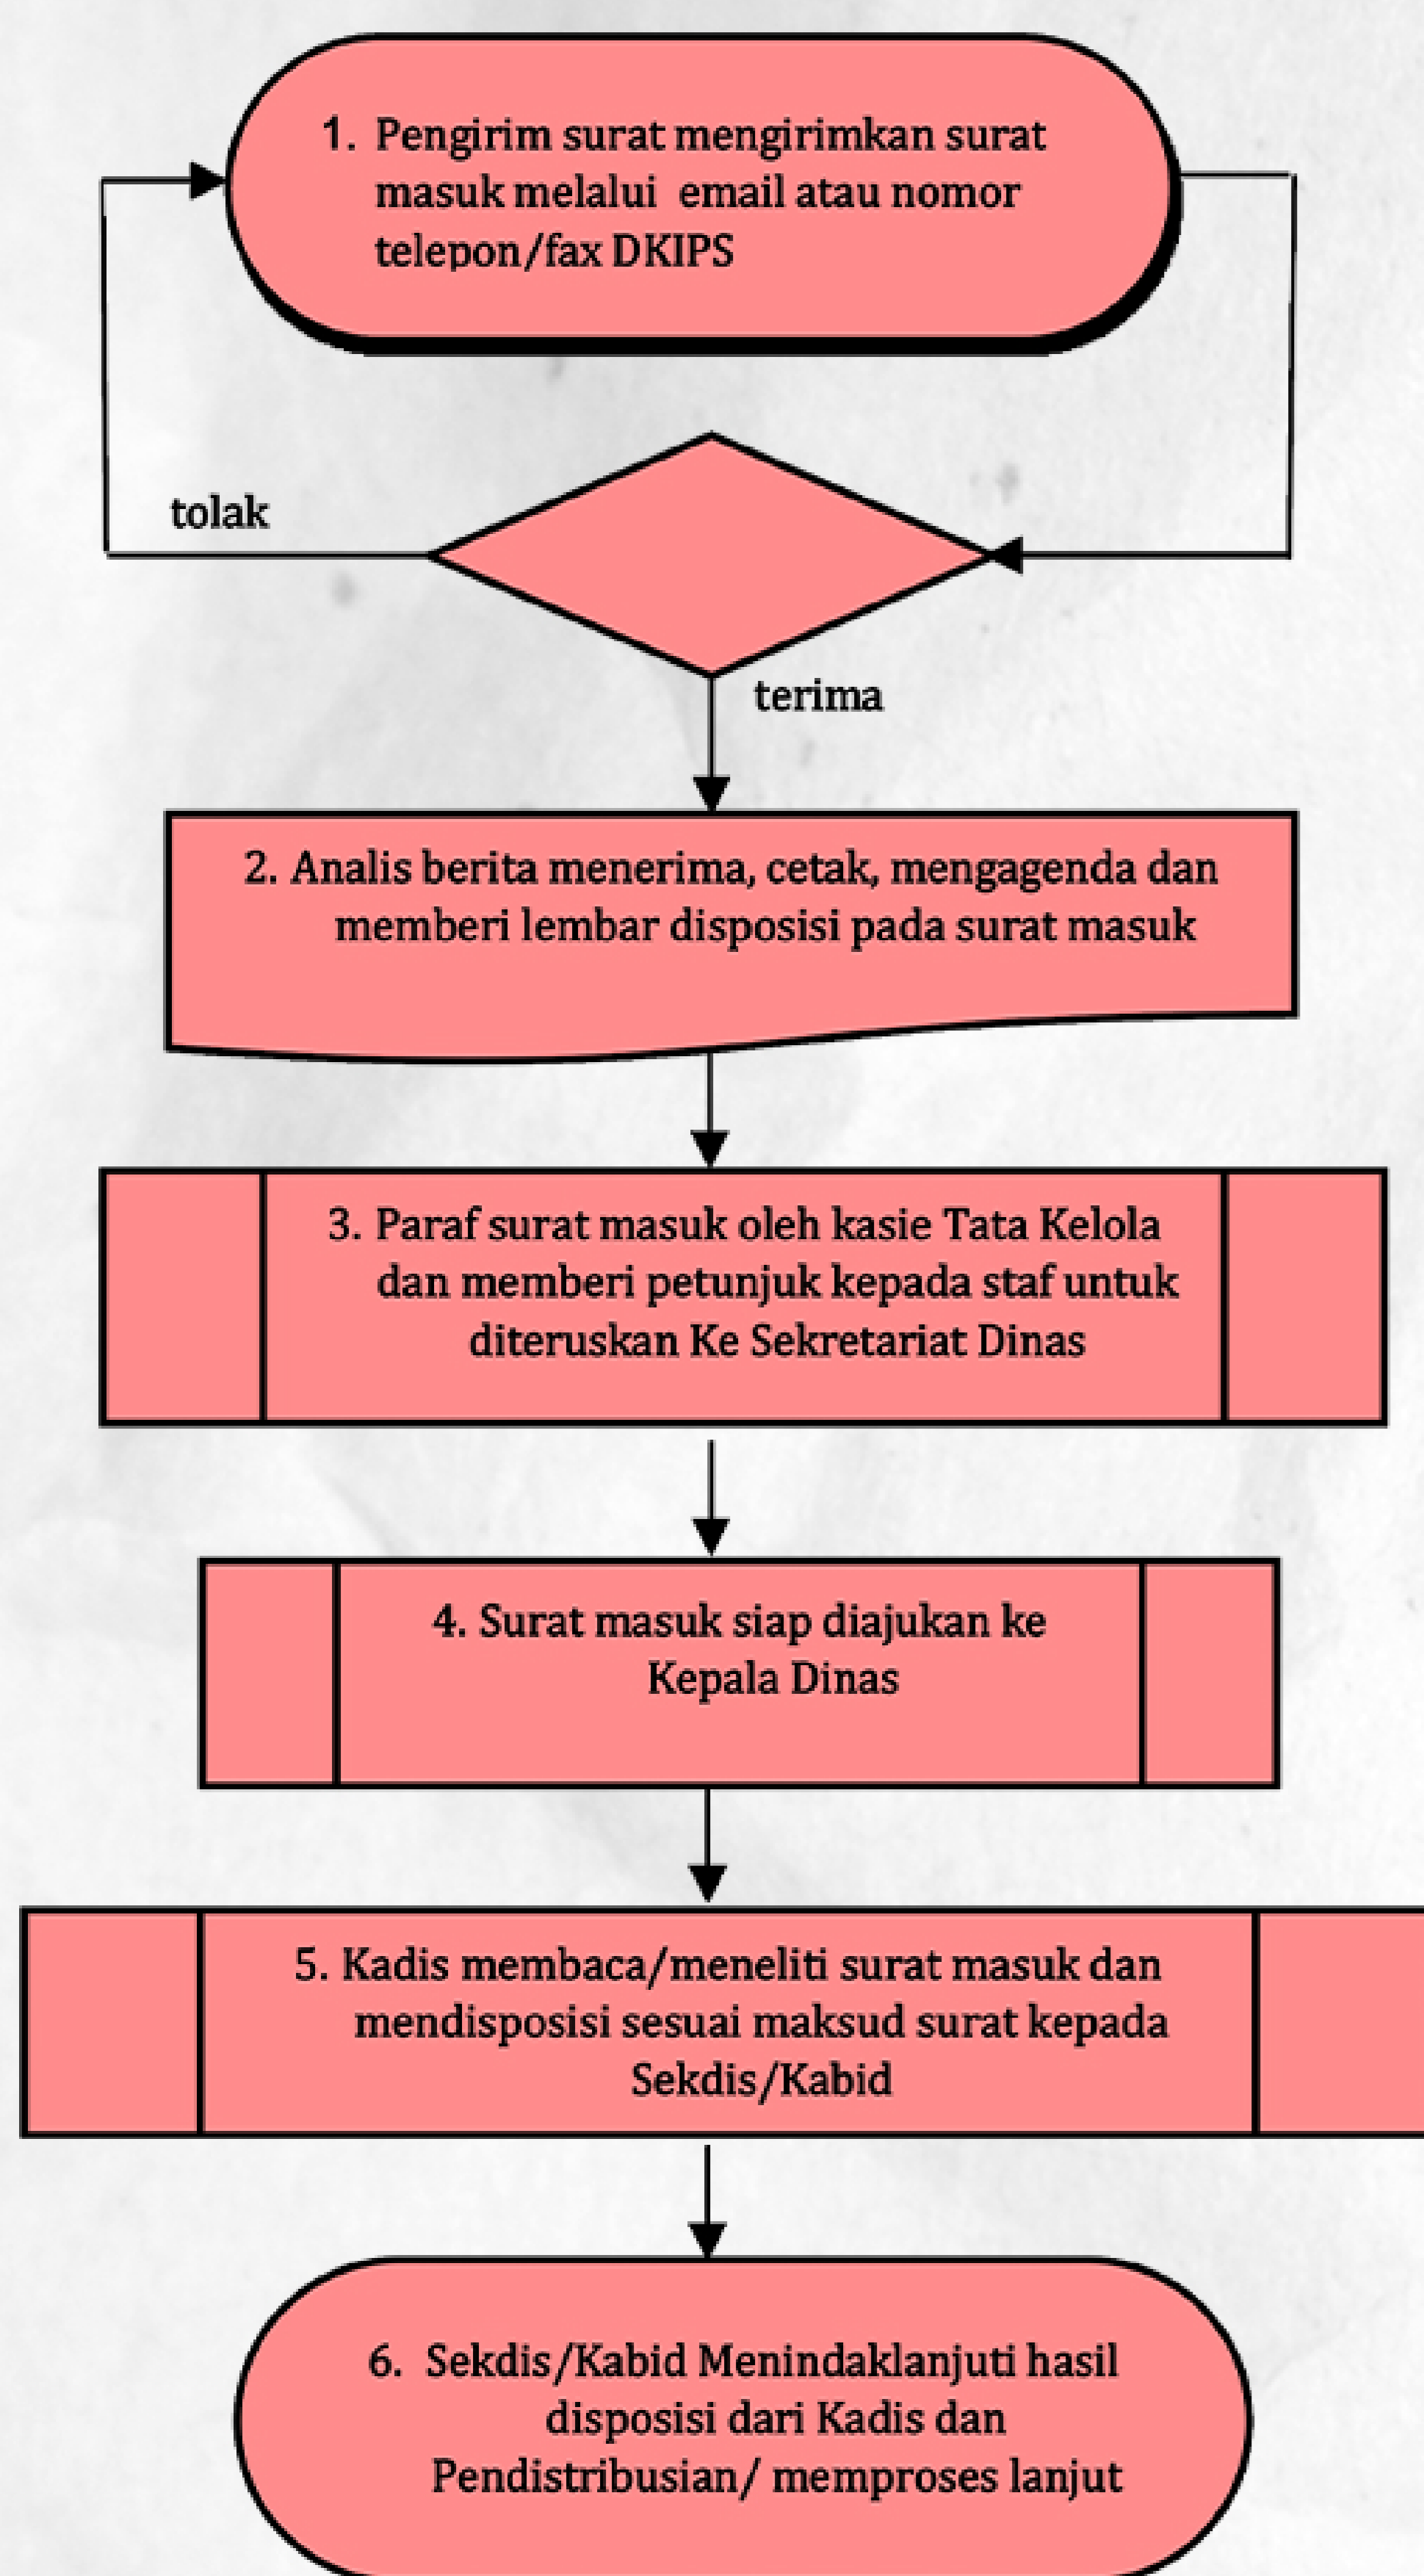 1. Pengirim surat mengirimkan surat
masuk melalui email atau nomor
telepon/fax DKIPS
tolak
terima
2. Analis berita menerima, cetak, mengagenda dan
memberi lembar disposisi pada surat masuk
3. Paraf surat masuk oleh kasie Tata Kelola
dan memberi petunjuk kepada staf untuk
diteruskan Ke Sekretariat Dinas
4. Surat masuk siap diajukan ke
Kepala Dinas
5. Kadis membaca/meneliti surat masuk dan
mendisposisi sesuai maksud surat kepada
Sekdis/Kabid
6. Sekdis/Kabid Menindaklanjuti hasil
disposisi dari Kadis dan
Pendistribusian/ memproses lanjut